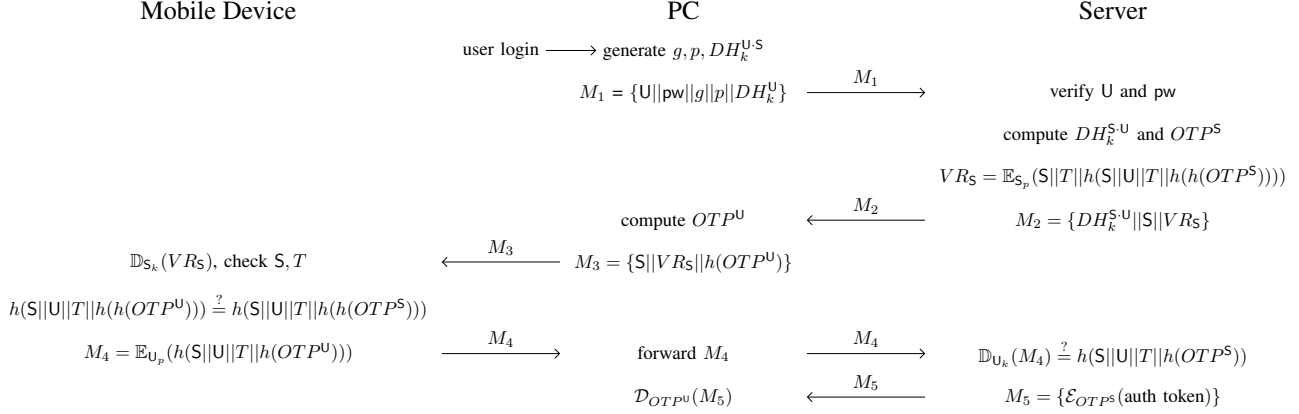 Mobile Device PC Server
user login generate g, p, DH_k^{U·S}
M_1 = {U||pw||g||p||DH_k^U} M_1 verify U and pw
compute DH_k^{S·U} and OTP^S
VR_S = 𝔼_{S_p}(S||T||h(S||U||T||h(h(OTP^S))))
compute OTP^U M_2 M_2 = {DH_k^{S·U}||S||VR_S}
𝔻_{S_k}(VR_S), check S, T M_3 M_3 = {S||VR_S||h(OTP^U)}
h(S||U||T||h(h(OTP^U))) ?= h(S||U||T||h(h(OTP^S)))
M_4 = 𝔼_{U_p}(h(S||U||T||h(OTP^U))) M_4 forward M_4 M_4 𝔻_{U_k}(M_4) ?= h(S||U||T||h(OTP^S))
𝒟_{OTP^U}(M_5) M_5 M_5 = {ℰ_{OTP^S}(auth token)}